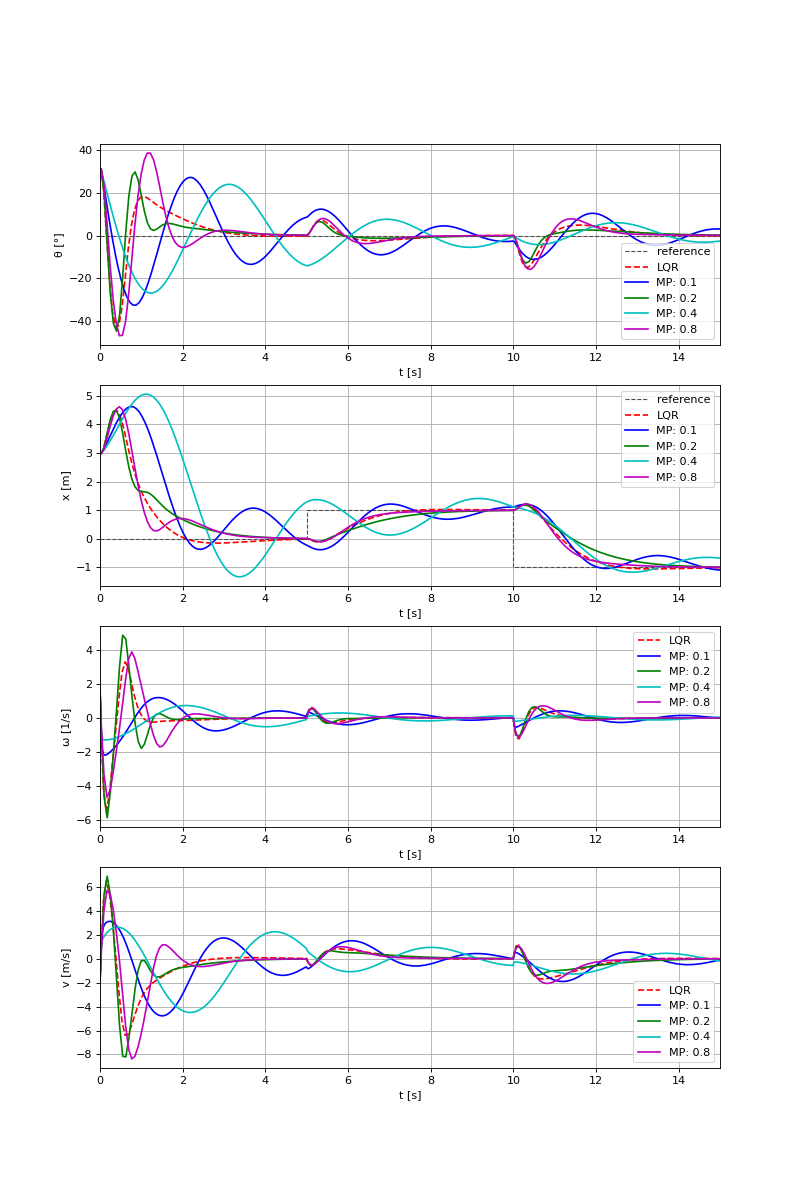 40
20
0
−20
−40
θ [°]
reference
LQR
MP: 0.1
MP: 0.2
MP: 0.4
MP: 0.8
0 2 4 6 8 10 12 14
t [s]
5
4
3
2
1
0
−1
x [m]
reference
LQR
MP: 0.1
MP: 0.2
MP: 0.4
MP: 0.8
0 2 4 6 8 10 12 14
t [s]
4
2
0
−2
−4
−6
ω [1/s]
LQR
MP: 0.1
MP: 0.2
MP: 0.4
MP: 0.8
0 2 4 6 8 10 12 14
t [s]
6
4
2
0
−2
−4
−6
−8
v [m/s]
LQR
MP: 0.1
MP: 0.2
MP: 0.4
MP: 0.8
0 2 4 6 8 10 12 14
t [s]